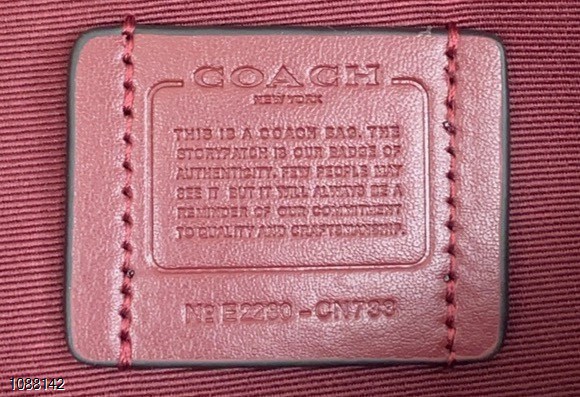 COACH
NEW YORK
THIS IS A COACH BAG. THE
STORYPATCH IS OUR BADGE OF
AUTHENTICITY. FEW PEOPLE MAY
SEE IT BUT IT WILL ALWAYS BE A
REMINDER OF OUR COMMITMENT
TO QUALITY AND CRAFTSMANSHIP.
Nº E2230 - CN733
1088142